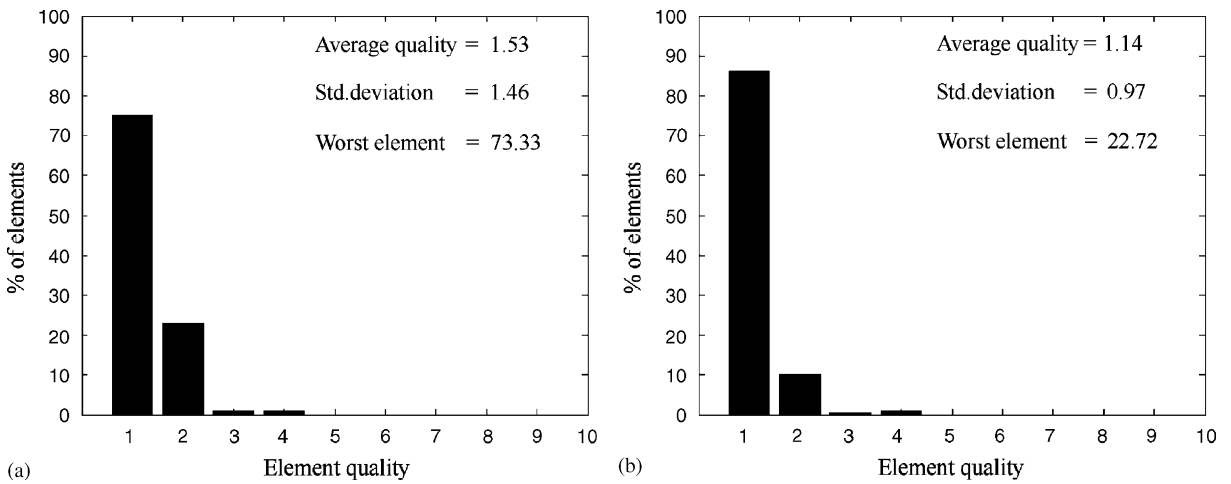 100
90
80
70
60
50
40
30
20
10
0
% of elements
Average quality = 1.53
Std.deviation = 1.46
Worst element = 73.33
1 2 3 4 5 6 7 8 9 10
Element quality
(a)
100
90
80
70
60
50
40
30
20
10
0
% of elements
Average quality = 1.14
Std.deviation = 0.97
Worst element = 22.72
1 2 3 4 5 6 7 8 9 10
Element quality
(b)